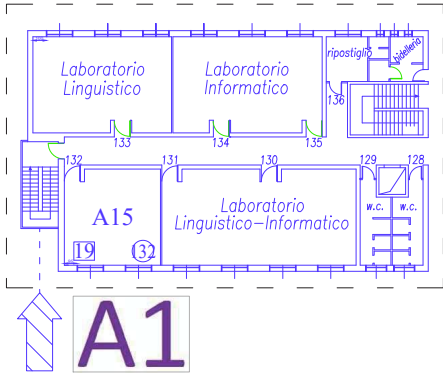 ripostiglio
bidelleria
Laboratorio
Linguistico
Laboratorio
Informatico
136
133
134
135
132
131
130
129
128
A15
Laboratorio
Linguistico-Informatico
w.c.
w.c.
19
132
A1